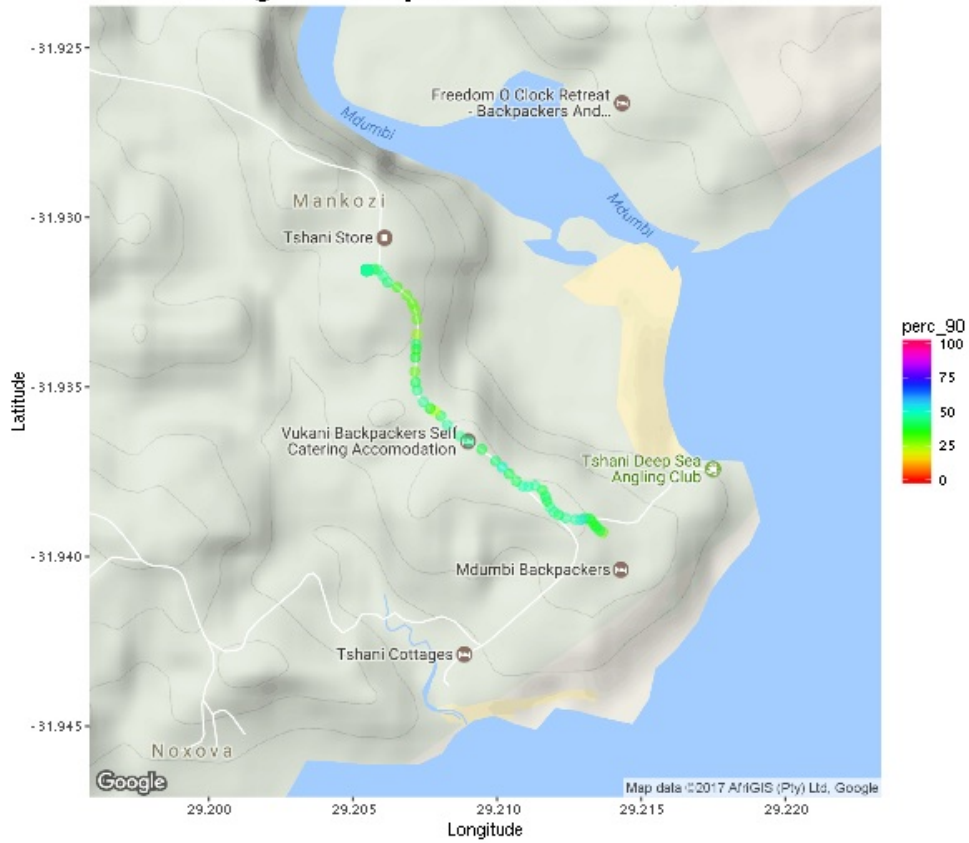 -31.925
-31.930
-31.935
-31.940
-31.945
Latitude
Freedom O Clock Retreat
- Backpackers And...
Mdumbi
Mdumbi
Mankozi
Tshani Store
Vukani Backpackers Self
Catering Accomodation
Tshani Deep Sea
Angling Club
Mdumbi Backpackers
Tshani Cottages
Noxova
Google
Map data ©2017 AfriGIS (Pty) Ltd, Google
29.200
29.205
29.210
29.215
29.220
Longitude
perc_90
100
75
50
25
0